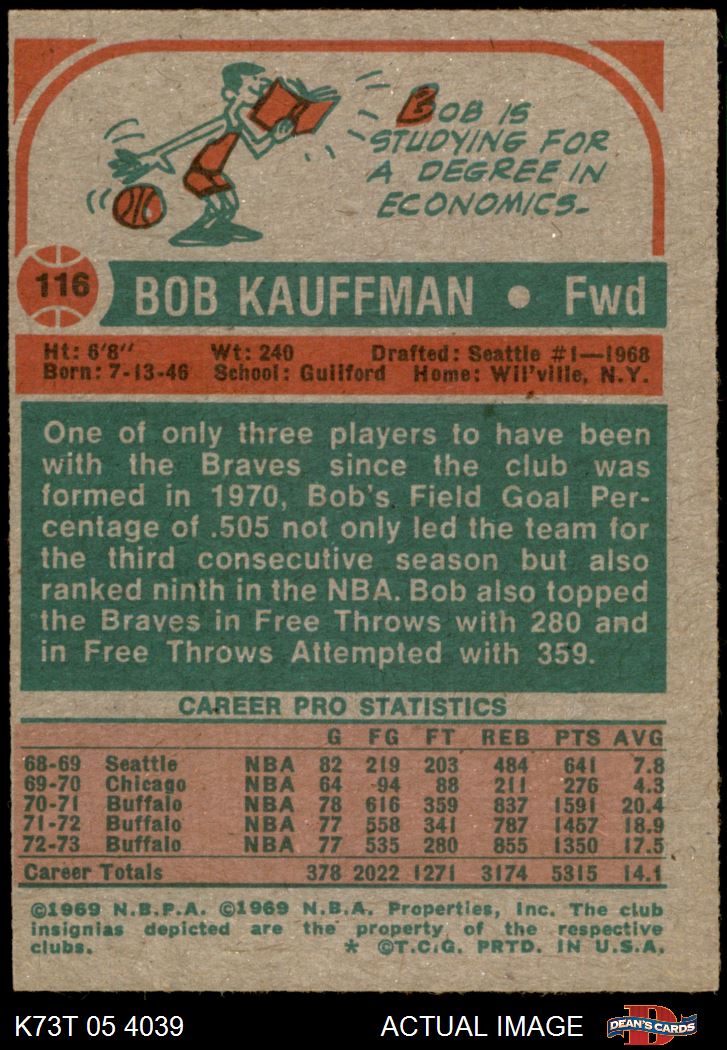 BOB IS
STUDYING FOR
A DEGREE IN
ECONOMICS.
116 BOB KAUFFMAN • Fwd
Ht: 6'8" Wt: 240 Drafted: Seattle #1—1968
Born: 7-13-46 School: Guilford Home: Wil'ville, N.Y.
One of only three players to have been
with the Braves since the club was
formed in 1970, Bob's Field Goal Per-
centage of .505 not only led the team for
the third consecutive season but also
ranked ninth in the NBA. Bob also topped
the Braves in Free Throws with 280 and
in Free Throws Attempted with 359.
CAREER PRO STATISTICS
G FG FT REB PTS AVG
68-69 Seattle NBA 82 219 203 484 641 7.8
69-70 Chicago NBA 64 94 88 211 276 4.3
70-71 Buffalo NBA 78 616 359 837 1591 20.4
71-72 Buffalo NBA 77 558 341 787 1457 18.9
72-73 Buffalo NBA 77 535 280 855 1350 17.5
Career Totals 378 2022 1271 3174 5315 14.1
©1969 N.B.P.A. ©1969 N.B.A. Properties, Inc. The club
insignias depicted are the property of the respective
clubs. * ©T.C.G. PRTD. IN U.S.A.
K73T 05 4039 ACTUAL IMAGE D DEAN'S CARDS